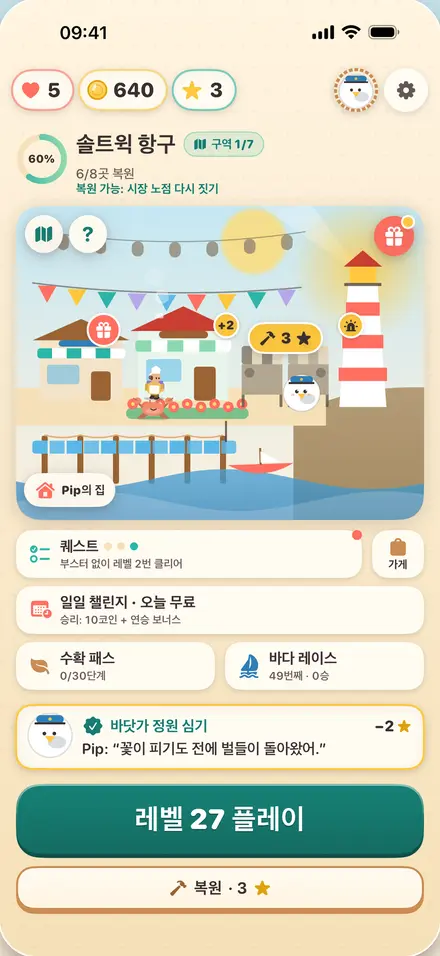 09:41
5
640
3
60%
솔트윅 항구
구역 1/7
6/8곳 복원
복원 가능: 시장 노점 다시 짓기
?
+2
3
Pip의 집
퀘스트
부스터 없이 레벨 2번 클리어
가게
일일 챌린지 · 오늘 무료
승리: 10코인 + 연승 보너스
수확 패스
0/30단계
바다 레이스
49번째 · 0승
바닷가 정원 심기
−2
Pip: “꽃이 피기도 전에 벌들이 돌아왔어.”
레벨 27 플레이
복원 · 3